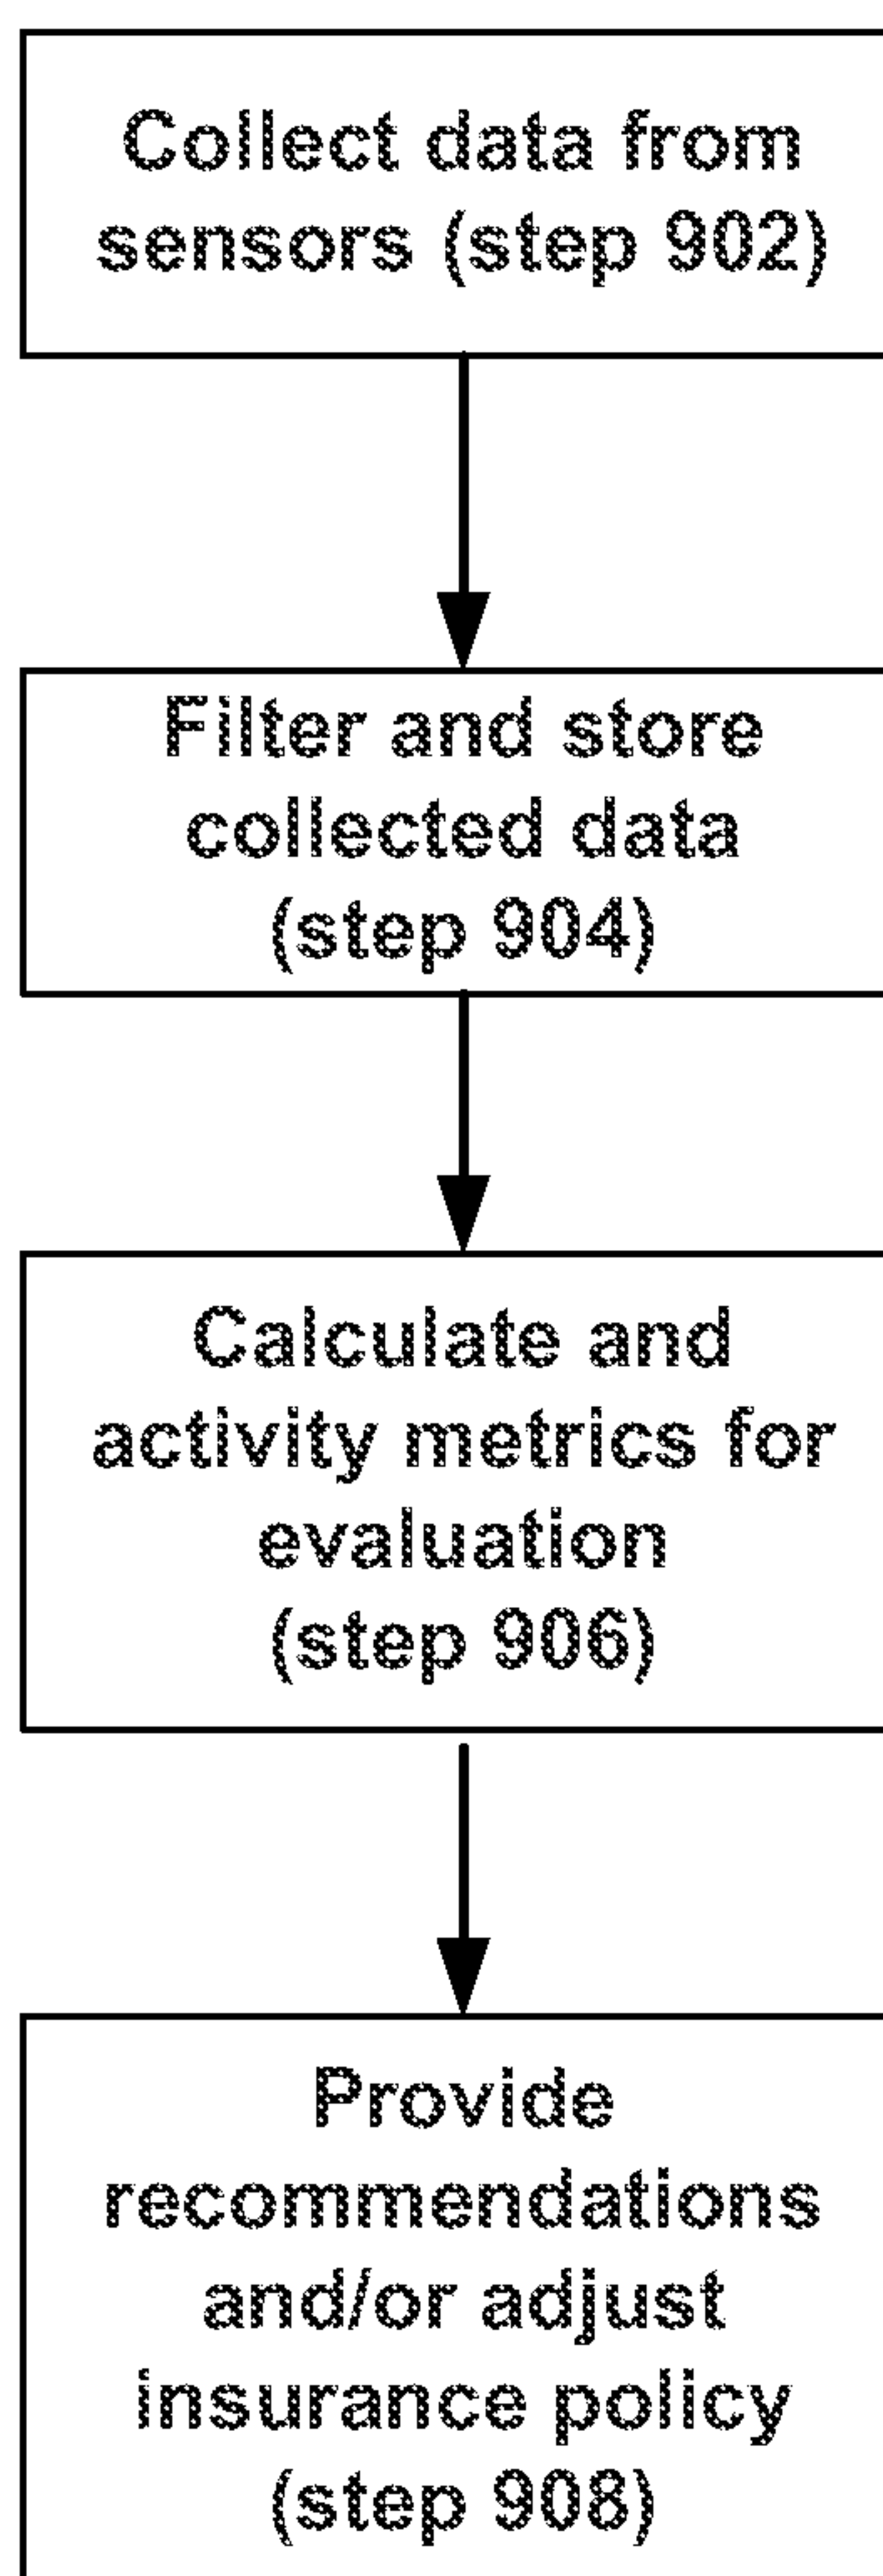 Collect data from
sensors (step 902)
Filter and store
collected data
(step 904)
Calculate and
activity metrics for
evaluation
(step 906)
Provide
recommendations
and/or adjust
insurance policy
(step 908)